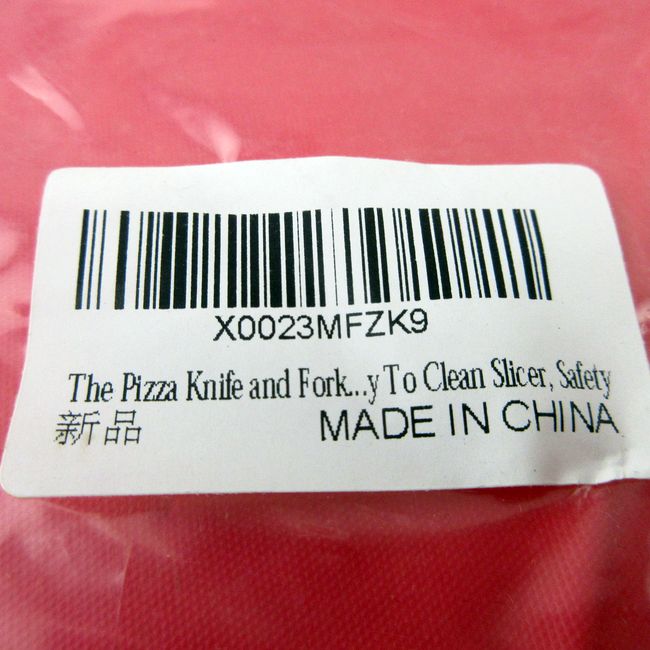 X0023MFZK9
The Pizza Knife and Fork...y To Clean Slicer, Safety
新品 MADE IN CHINA